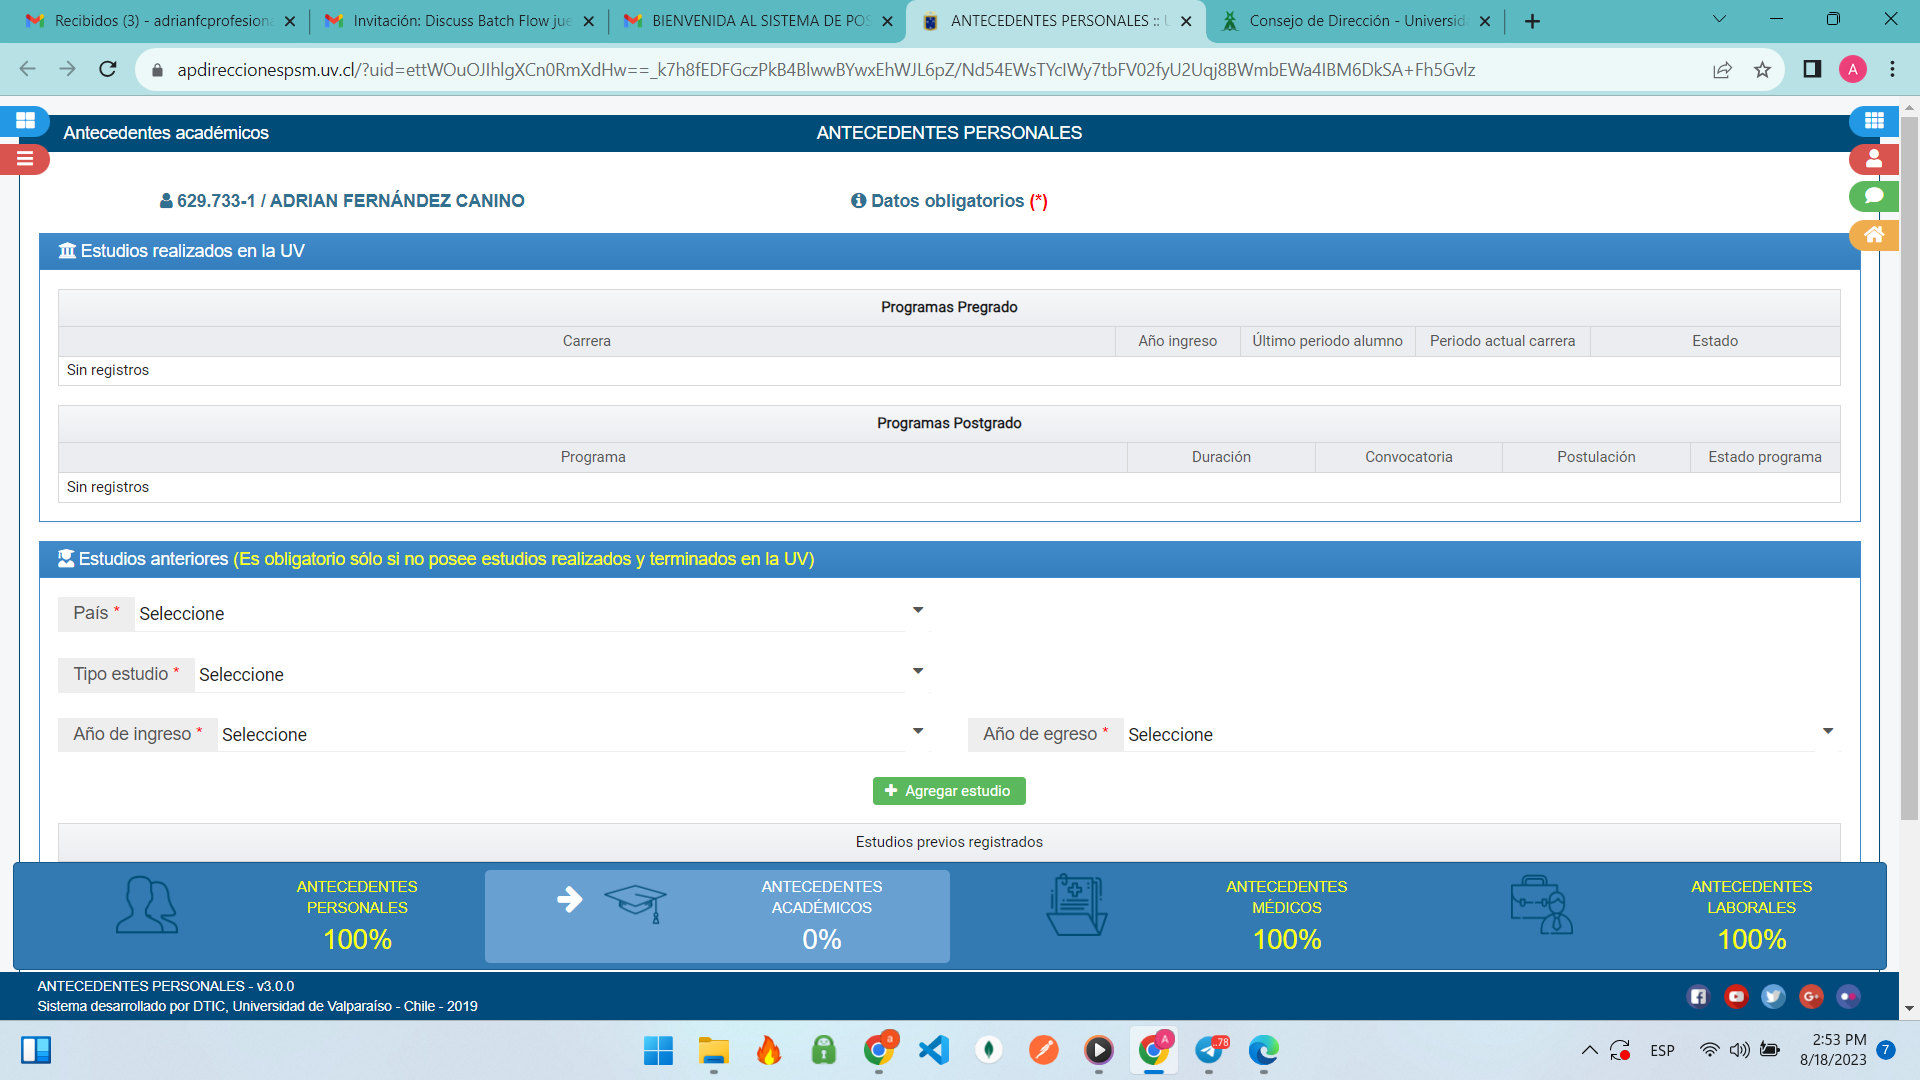 Recibidos (3) - adrianfcprofesiona
Invitación: Discuss Batch Flow jue
BIENVENIDA AL SISTEMA DE POS
ANTECEDENTES PERSONALES :: U
Consejo de Dirección - Universida
apdireccionespsm.uv.cl/?uid=ettWOuOJIhlgXCn0RmXdHw==_k7h8fEDFGczPkB4BlwwBYwxEhWJL6pZ/Nd54EWsTYcIWy7tbFV02fyU2Uqj8BWmbEWa4IBM6DkSA+Fh5Gvlz
A
Antecedentes académicos
ANTECEDENTES PERSONALES
629.733-1 / ADRIAN FERNÁNDEZ CANINO
Datos obligatorios (*)
Estudios realizados en la UV
Programas Pregrado
Carrera Año ingreso Último periodo alumno Periodo actual carrera Estado
Sin registros
Programas Postgrado
Programa Duración Convocatoria Postulación Estado programa
Sin registros
Estudios anteriores (Es obligatorio sólo si no posee estudios realizados y terminados en la UV)
País * Seleccione
Tipo estudio * Seleccione
Año de ingreso * Seleccione
Año de egreso * Seleccione
Agregar estudio
Estudios previos registrados
ANTECEDENTES
PERSONALES
100%
ANTECEDENTES
ACADÉMICOS
0%
ANTECEDENTES
MÉDICOS
100%
ANTECEDENTES
LABORALES
100%
ANTECEDENTES PERSONALES - v3.0.0
Sistema desarrollado por DTIC, Universidad de Valparaíso - Chile - 2019
a
A
..78
ESP
2:53 PM
8/18/2023
7